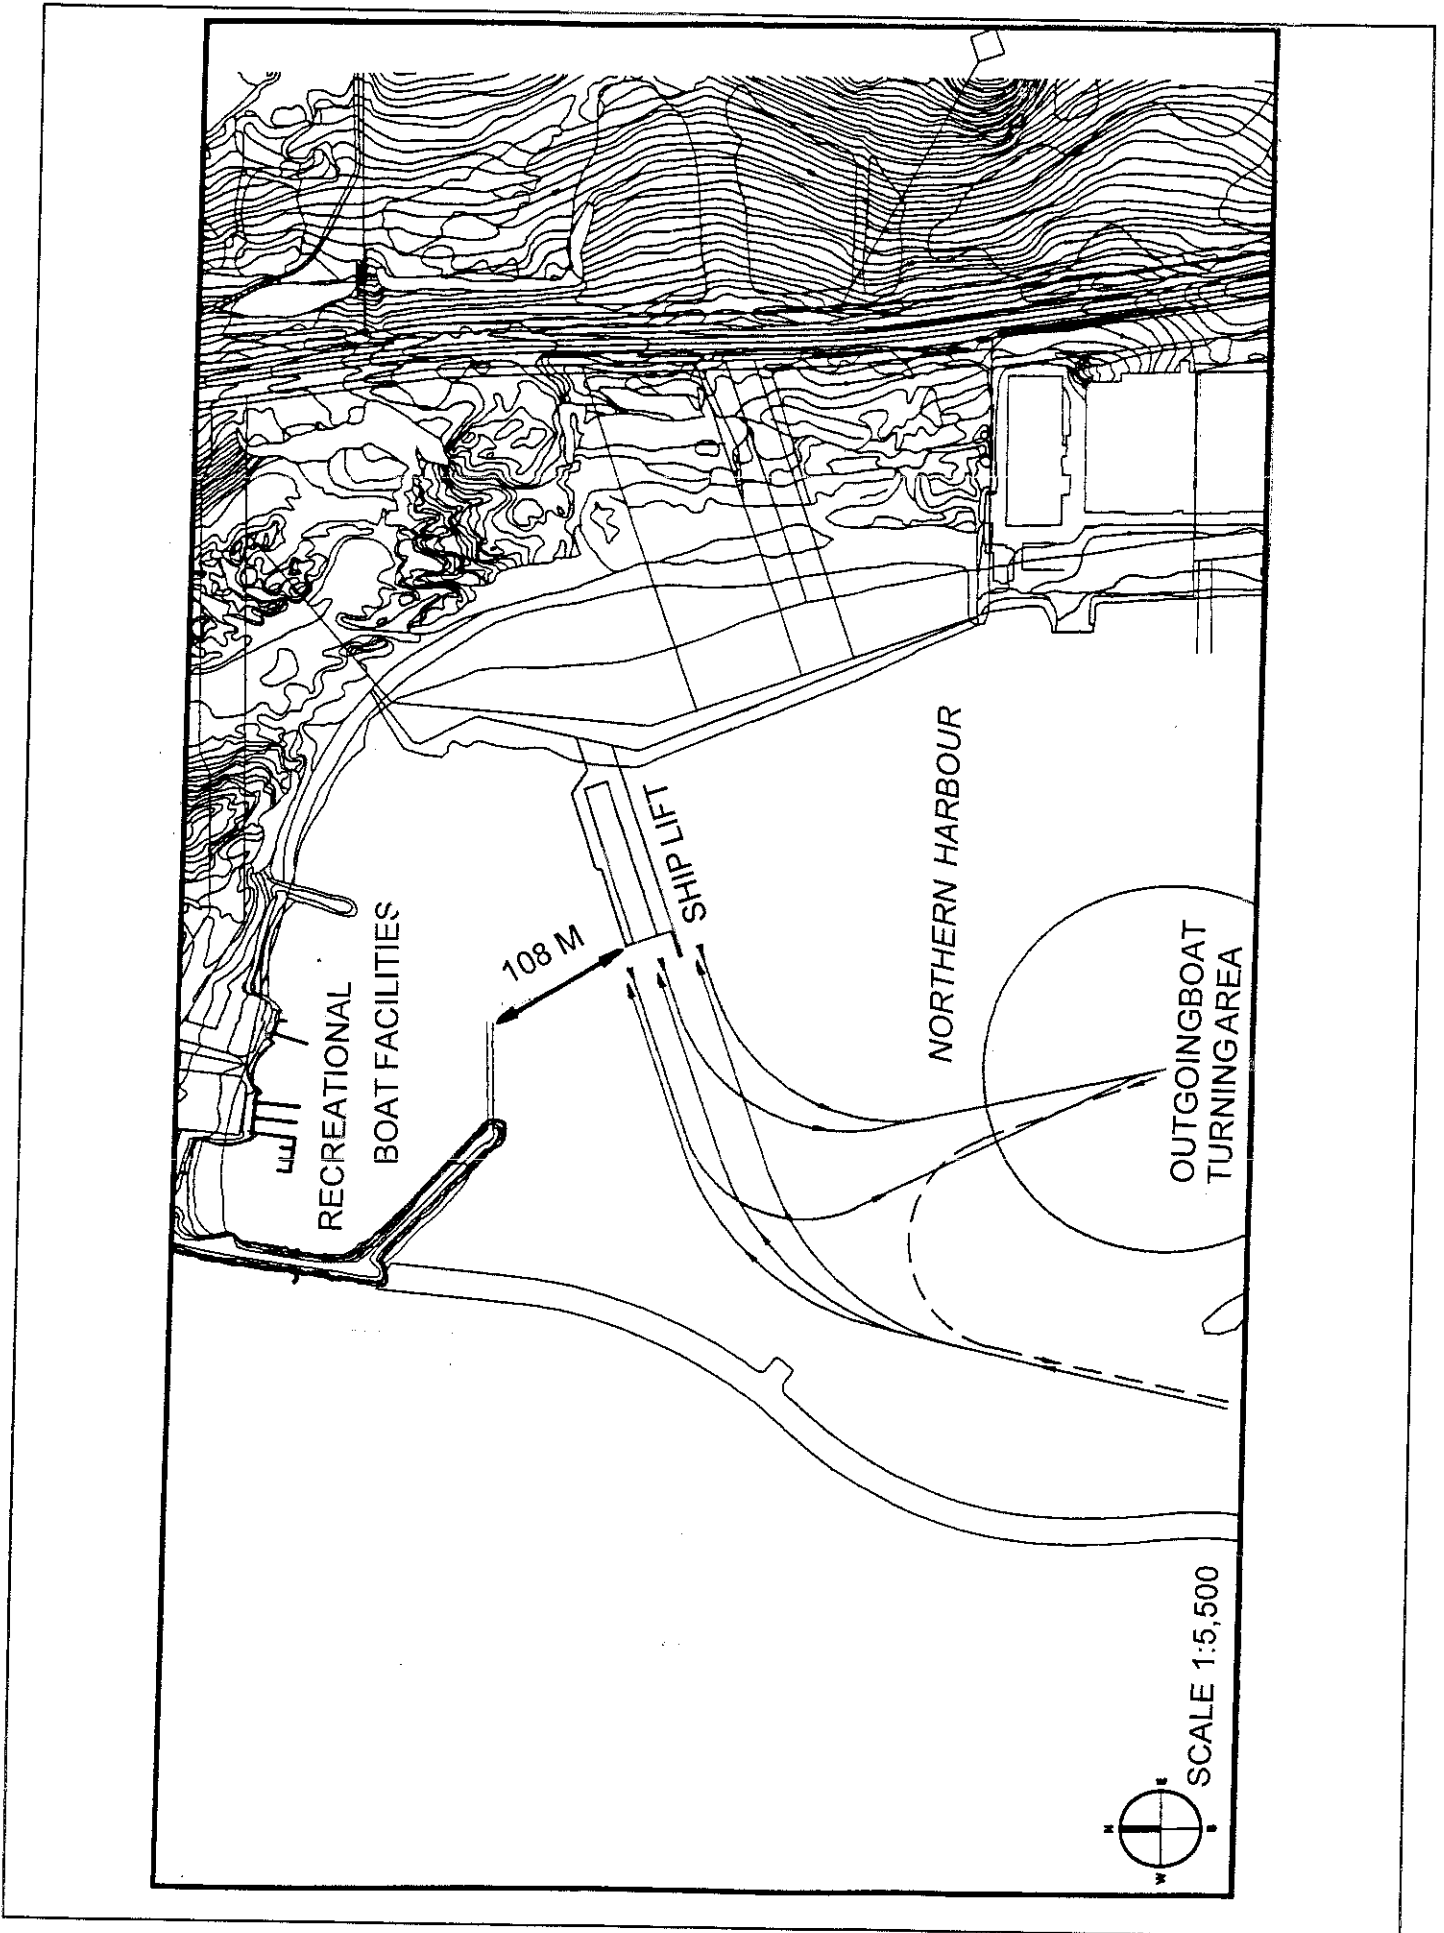 RECREATIONAL
BOAT FACILITIES
108 M
SHIP LIFT
NORTHERN HARBOUR
OUTGOINGBOAT
TURNINGAREA
SCALE 1:5,500
N
W
E
S